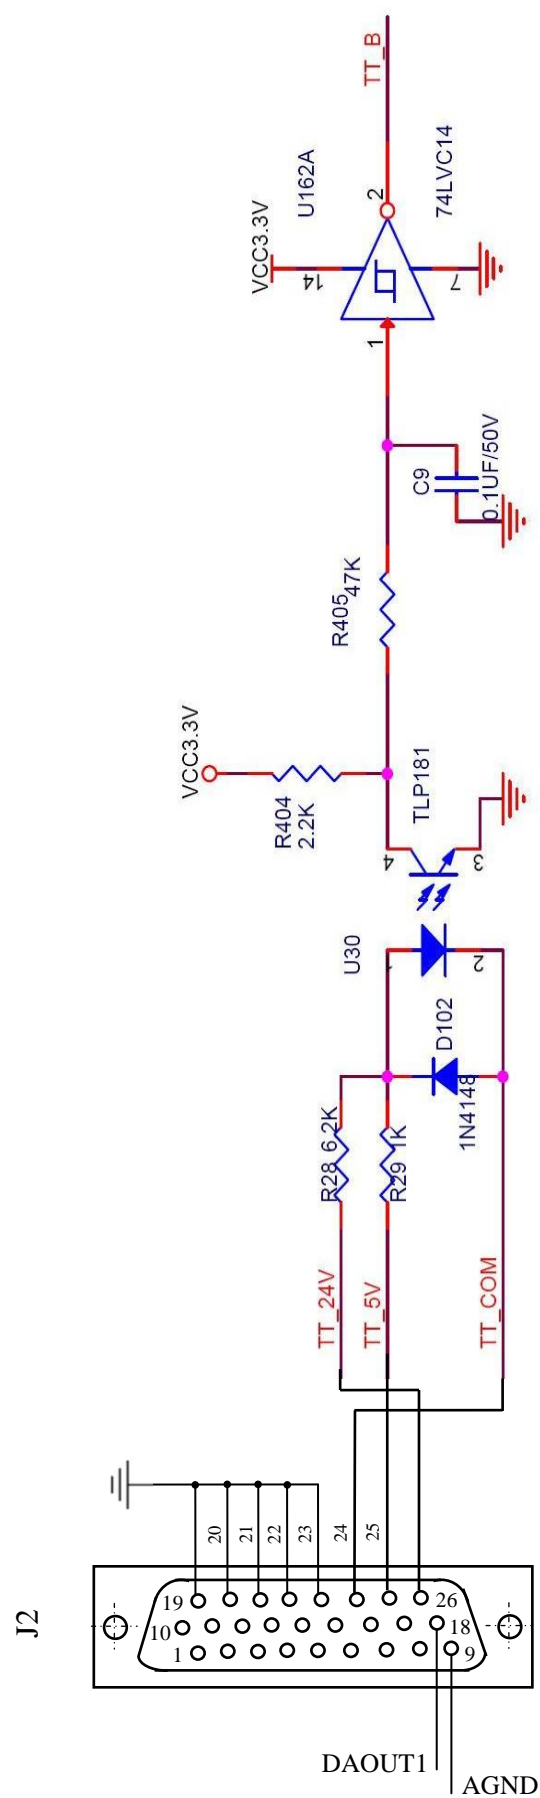 TT_B
U162A
74LVC14
2
VCC3.3V
14
7
1
C9
0.1UF/50V
R405
47K
VCC3.3V
R404
2.2K
TLP181
4
3
U30
1
2
D102
1N4148
R28
6.2K
R29
1K
TT_24V
TT_5V
TT_COM
20
21
22
23
24
25
J2
19
26
10
18
1
9
DAOUT1
AGND